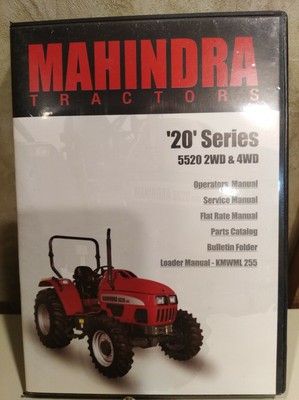 MAHINDRA
TRACTORS
'20' Series
5520 2WD & 4WD
Operators Manual
Service Manual
Flat Rate Manual
Parts Catalog
Bulletin Folder
Loader Manual - KMWML 255